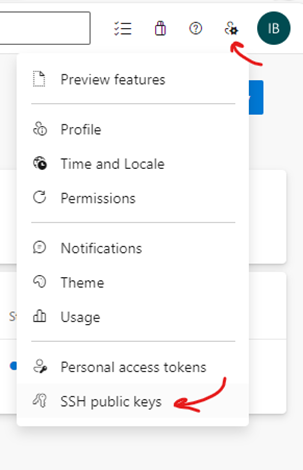 IB
Preview features
Profile
Time and Locale
Permissions
Notifications
Theme
Usage
Personal access tokens
SSH public keys